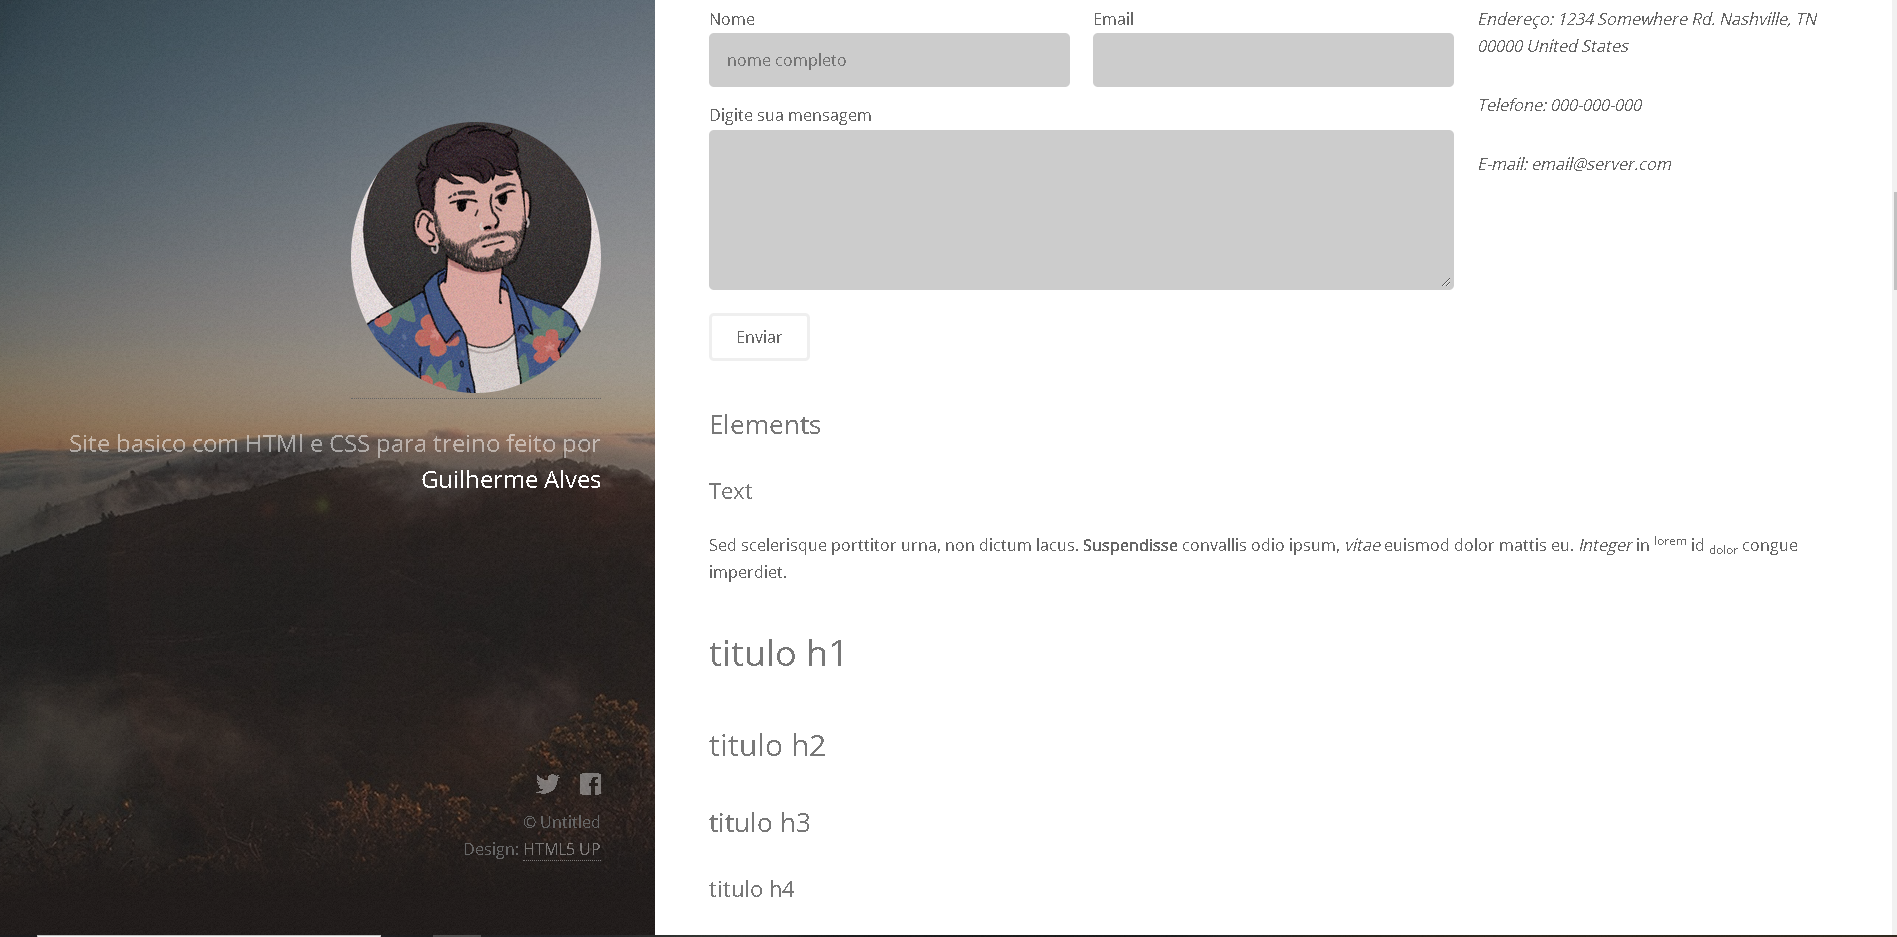 Site basico com HTMl e CSS para treino feito por
Guilherme Alves
© Untitled
Design: HTML5 UP
Nome
nome completo
Email
Digite sua mensagem
Enviar
Endereço: 1234 Somewhere Rd. Nashville, TN
00000 United States
Telefone: 000-000-000
E-mail: email@server.com
Elements
Text
Sed scelerisque porttitor urna, non dictum lacus. Suspendisse convallis odio ipsum, vitae euismod dolor mattis eu. Integer in lorem id dolor congue
imperdiet.
titulo h1
titulo h2
titulo h3
titulo h4